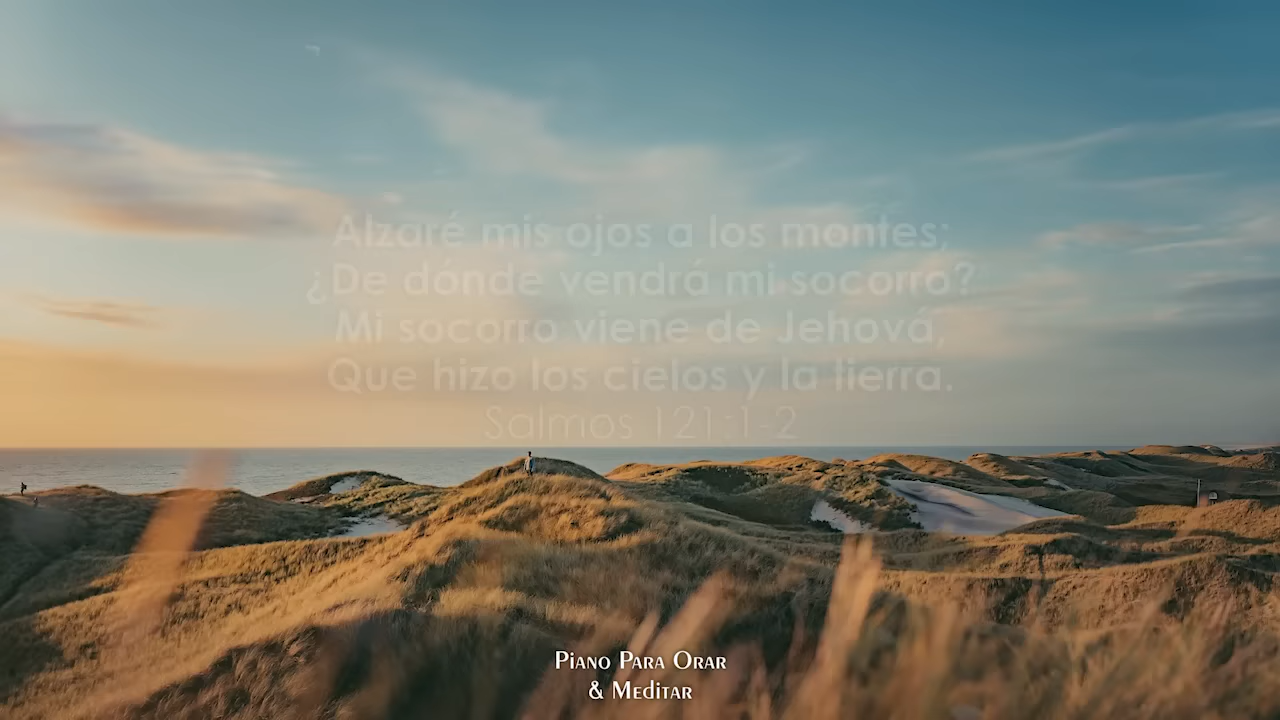 Alzaré mis ojos a los montes;
¿De dónde vendrá mi socorro?
Mi socorro viene de Jehová,
Que hizo los cielos y la tierra.
Salmos 121:1-2
Piano Para Orar
& Meditar